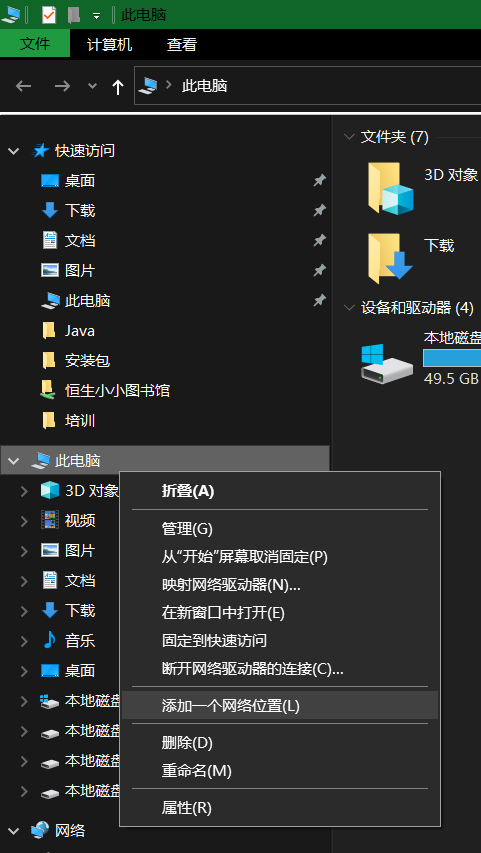 此电脑
文件 计算机 查看
此电脑
快速访问
桌面
下载
文档
图片
此电脑
Java
安装包
恒生小小图书馆
培训
此电脑
3D 对象
视频
图片
文档
下载
音乐
桌面
本地磁盘
本地磁盘
本地磁盘
本地磁盘
网络
文件夹 (7)
3D 对象
下载
设备和驱动器 (4)
本地磁盘
49.5 GB
折叠(A)
管理(G)
从“开始”屏幕取消固定(P)
映射网络驱动器(N)...
在新窗口中打开(E)
固定到快速访问
断开网络驱动器的连接(C)...
添加一个网络位置(L)
删除(D)
重命名(M)
属性(R)